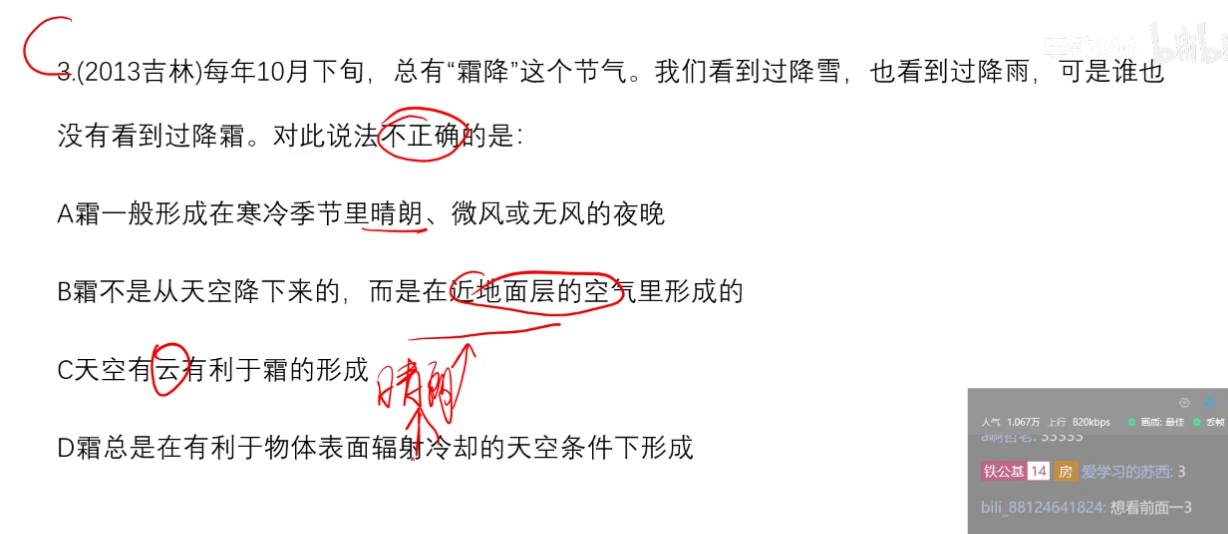 3.(2013吉林)每年10月下旬，总有“霜降”这个节气。我们看到过降雪，也看到过降雨，可是谁也
没有看到过降霜。对此说法不正确的是：
A霜一般形成在寒冷季节里晴朗、微风或无风的夜晚
B霜不是从天空降下来的，而是在近地面层的空气里形成的
C天空有云有利于霜的形成
晴朗
D霜总是在有利于物体表面辐射冷却的天空条件下形成
bilibili
人气 1.067万 上行 820kbps 画质: 最佳 丢帧
33333
铁公基 14 房 爱学习的苏西: 3
bili_88124641824: 想看前面一3